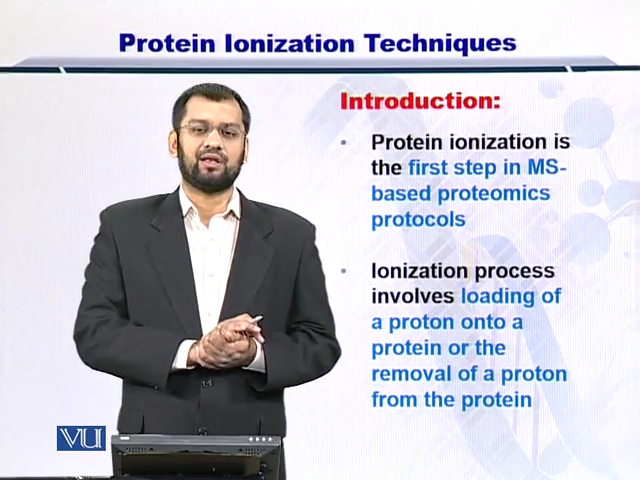 Protein Ionization Techniques
Introduction:
• Protein ionization is
the first step in MS-
based proteomics
protocols
• Ionization process
involves loading of
a proton onto a
protein or the
removal of a proton
from the protein
VU